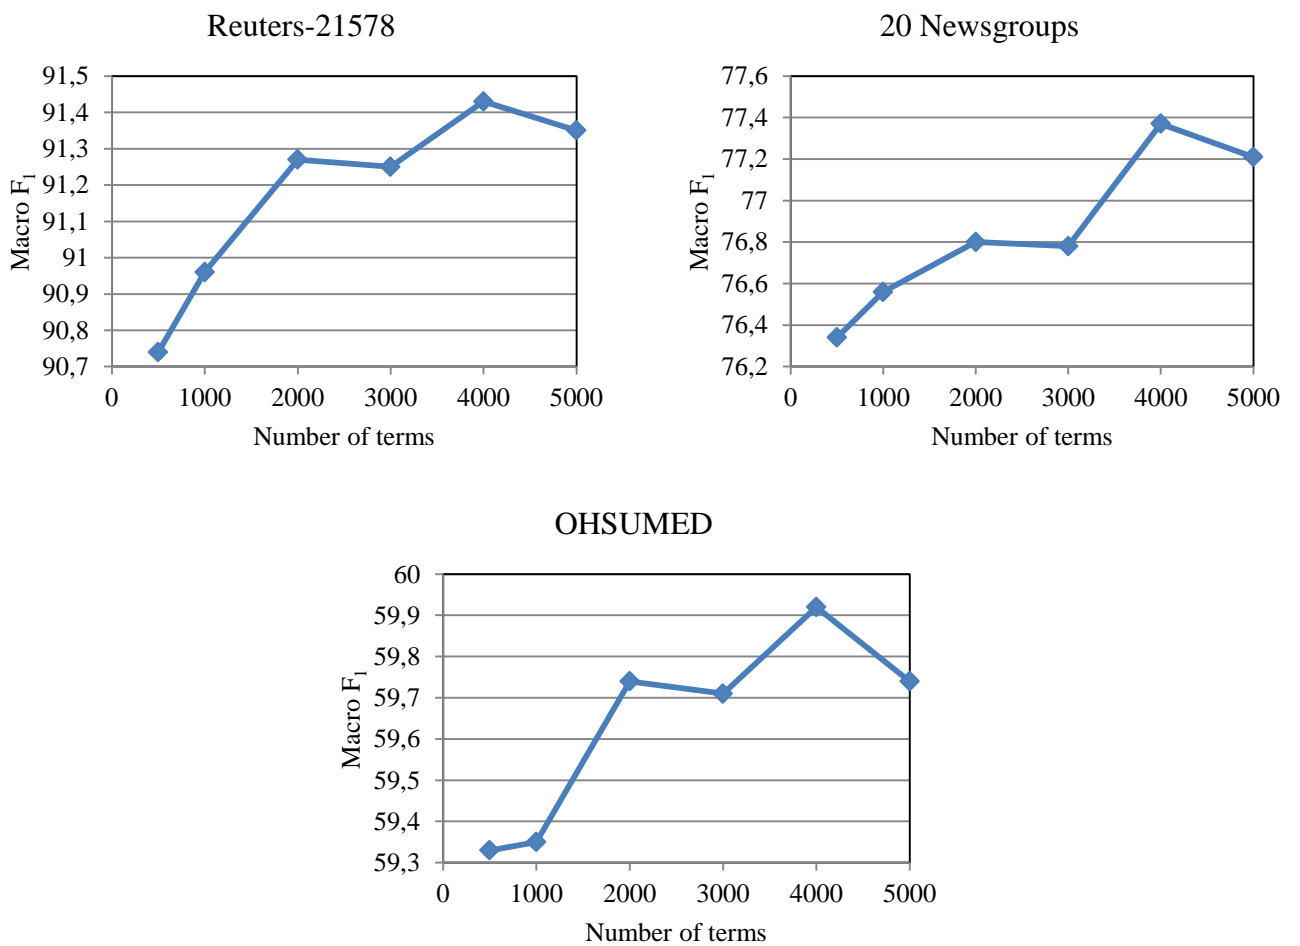 Reuters-21578
91,5
91,4
91,3
91,2
91,1
91
90,9
90,8
90,7
Macro F1
0 1000 2000 3000 4000 5000
Number of terms
20 Newsgroups
77,6
77,4
77,2
77
76,8
76,6
76,4
76,2
Macro F1
0 1000 2000 3000 4000 5000
Number of terms
OHSUMED
60
59,9
59,8
59,7
59,6
59,5
59,4
59,3
Macro F1
0 1000 2000 3000 4000 5000
Number of terms